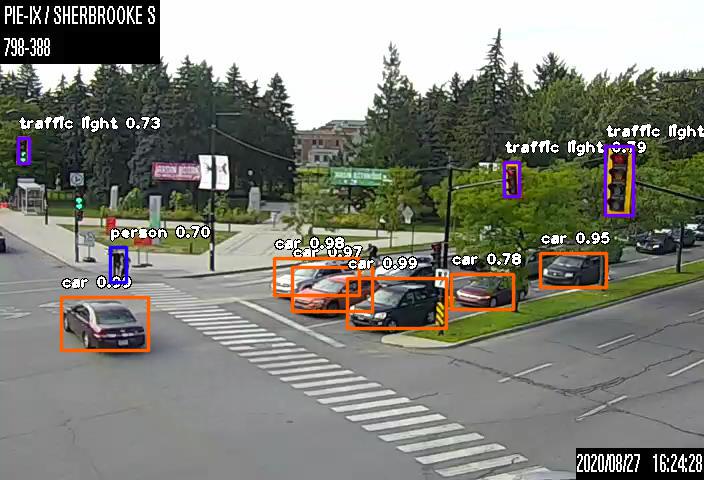 PIE-IX / SHERBROOKE S
798-388
traffic light 0.73
traffic light
traffic light 0.79
person 0.70
car 0.98
car 0.97
car 0.99
car 0.78
car 0.95
car
2020/08/27 16:24:28